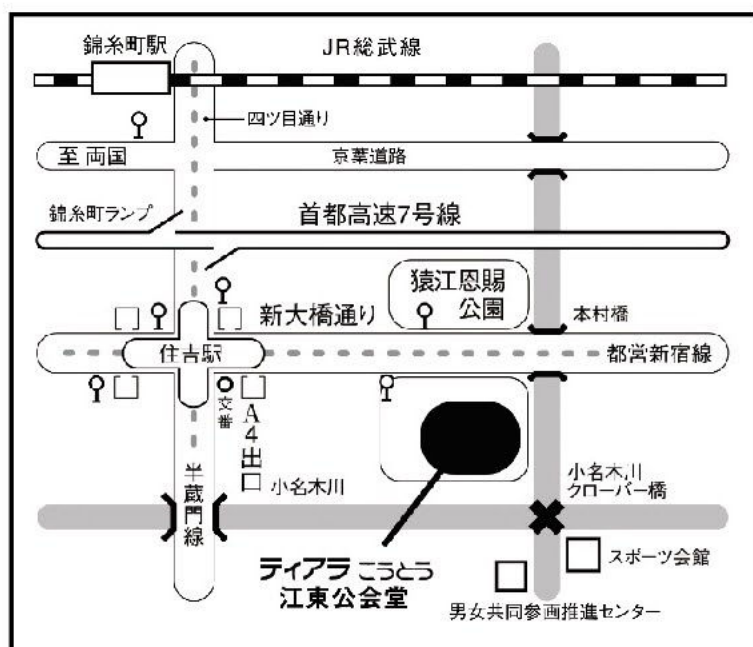 錦糸町駅
JR総武線
四ツ目通り
至 両国
京葉道路
錦糸町ランプ
首都高速7号線
猿江恩賜
公園
新大橋通り
本村橋
住吉駅
都営新宿線
交番
A4出口
半蔵門線
小名木川
小名木川
クローバー橋
ティアラこうとう
江東公会堂
スポーツ会館
男女共同参画推進センター